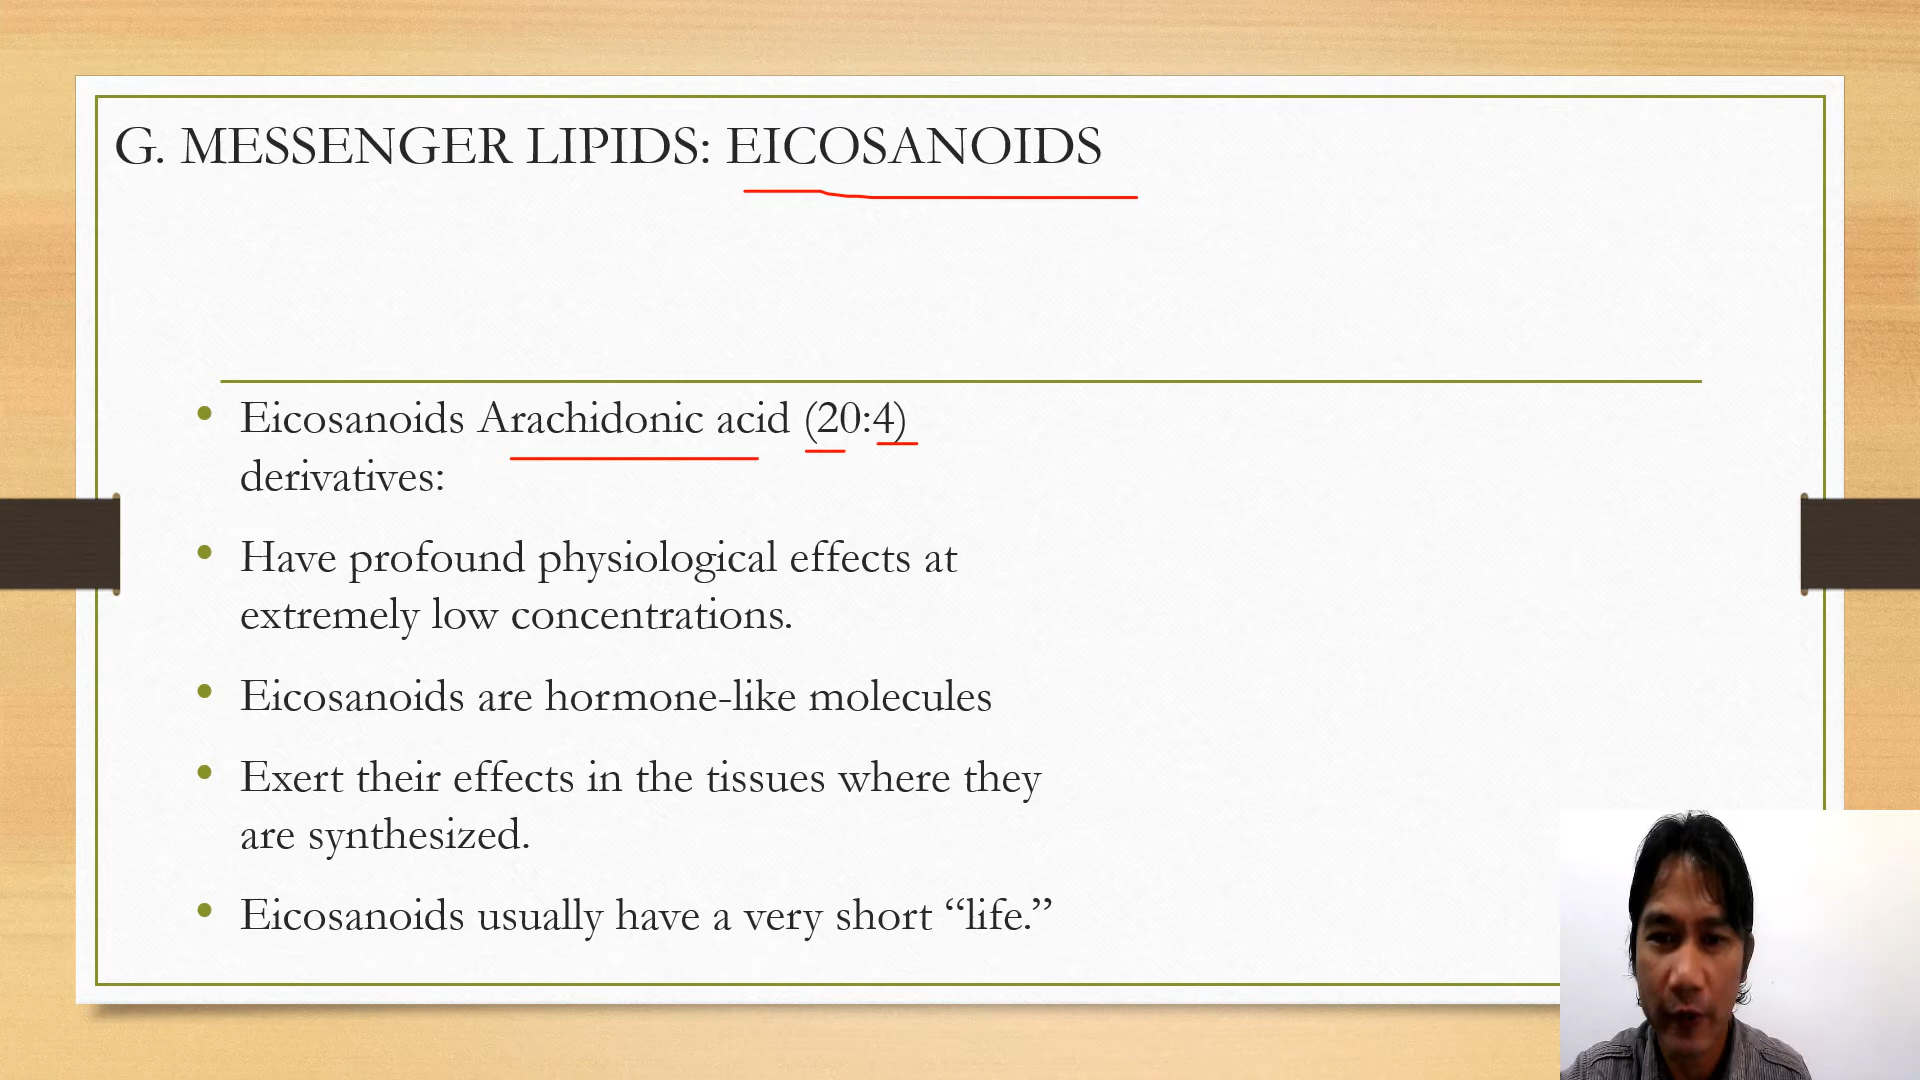 G. MESSENGER LIPIDS: EICOSANOIDS
• Eicosanoids Arachidonic acid (20:4)
derivatives:
• Have profound physiological effects at
extremely low concentrations.
• Eicosanoids are hormone-like molecules
• Exert their effects in the tissues where they
are synthesized.
• Eicosanoids usually have a very short “life.”